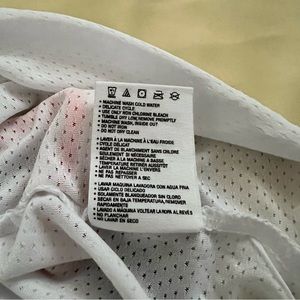 • MACHINE WASH COLD WATER
• DELICATE CYCLE
• USE ONLY NON CHLORINE BLEACH
• TUMBLE DRY LOW, REMOVE PROMPTLY
• MACHINE WASH, INSIDE OUT
• DO NOT IRON
• DO NOT DRY CLEAN
• LAVER À LA MACHINE À L'EAU FROIDE
• CYCLE DÉLICAT
• AGENT DE BLANCHIMENT SANS CHLORE
SEULEMENT SI NÉCESSAIRE
• SÉCHER À LA MACHINE À BASSE
TEMPÉRATURE RETIRER AUSSITÔT
• LAVER À LA MACHINE À L'ENVERS
• NE PAS REPASSER
• NE PAS NETTOYER À SEC
• LAVAR MAQUINA LAVADORA CON AGUA FRIA
• USAR CICLO DELICADO
• SOLAMENTE BLANQUEADOR SIN CLORO
• SECAR EN BAJA TEMPERATURA, REMOVER
RAPIDAMENTE
• LAVADO A MAQUINA VOLTEAR LA ROPA AL REVÉS
• NO PLANCHAR
• NO LAVAR EN SECO